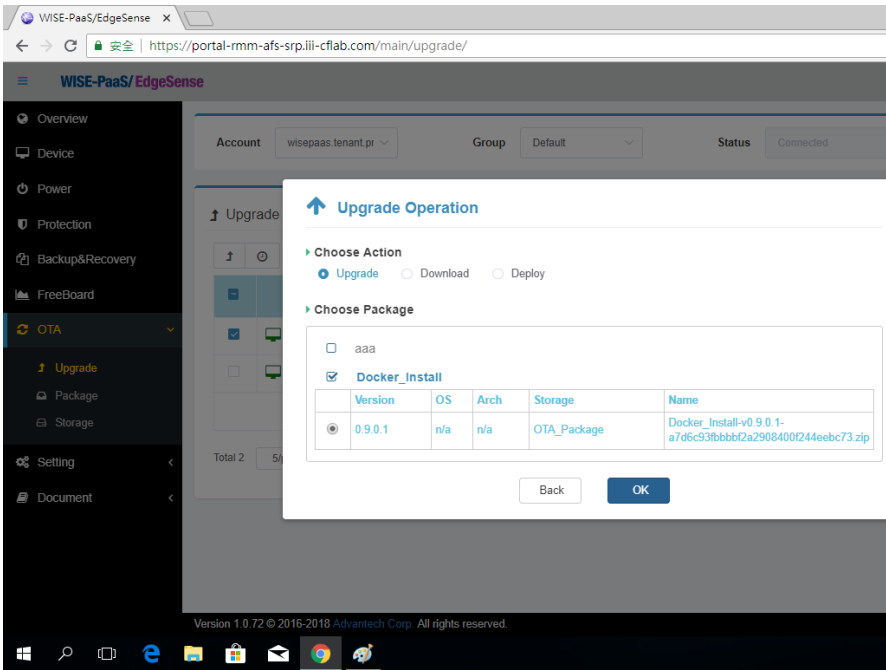 WISE-PaaS/EdgeSense
安全 | https://portal-rmm-afs-srp.iii-cflab.com/main/upgrade/
WISE-PaaS/EdgeSense
Overview
Device
Power
Protection
Backup&Recovery
FreeBoard
OTA
Upgrade
Package
Storage
Setting
Document
Account wisepaas.tenant.pr Group Default Status Connected
Upgrade
Total 2 5/
Upgrade Operation
Choose Action
Upgrade Download Deploy
Choose Package
aaa
Docker_Install
Version OS Arch Storage Name
0.9.0.1 n/a n/a OTA_Package Docker_Install-v0.9.0.1-
a7d6c93fbbbbf2a2908400f244eebc73.zip
Back OK
Version 1.0.72 © 2016-2018 Advantech Corp. All rights reserved.